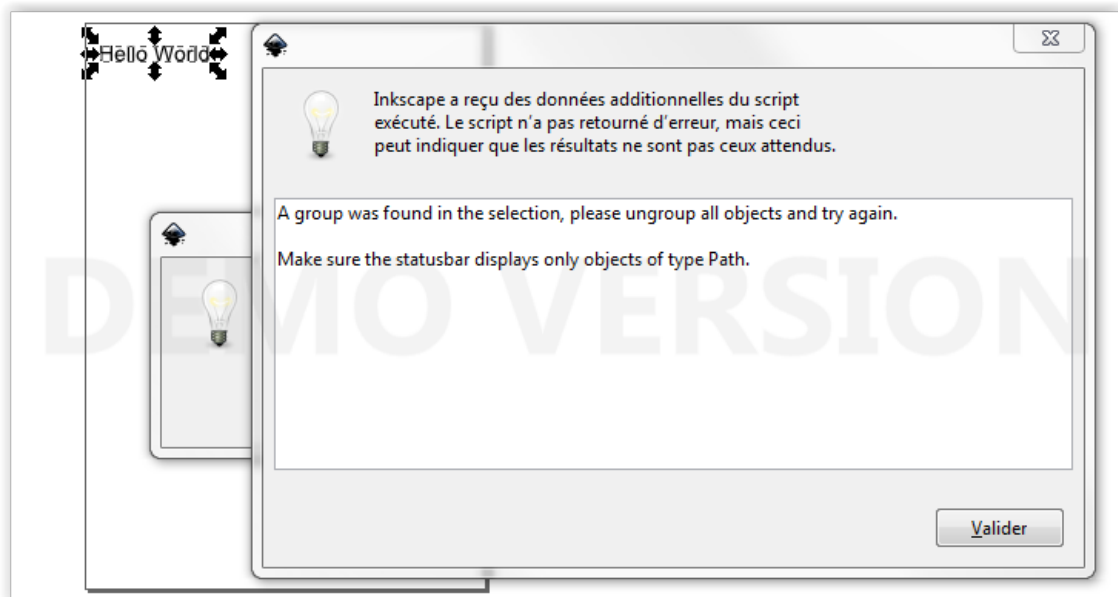 Hello World
Inkscape a reçu des données additionnelles du script
exécuté. Le script n'a pas retourné d'erreur, mais ceci
peut indiquer que les résultats ne sont pas ceux attendus.
A group was found in the selection, please ungroup all objects and try again.
Make sure the statusbar displays only objects of type Path.
DEMO VERSION
Valider